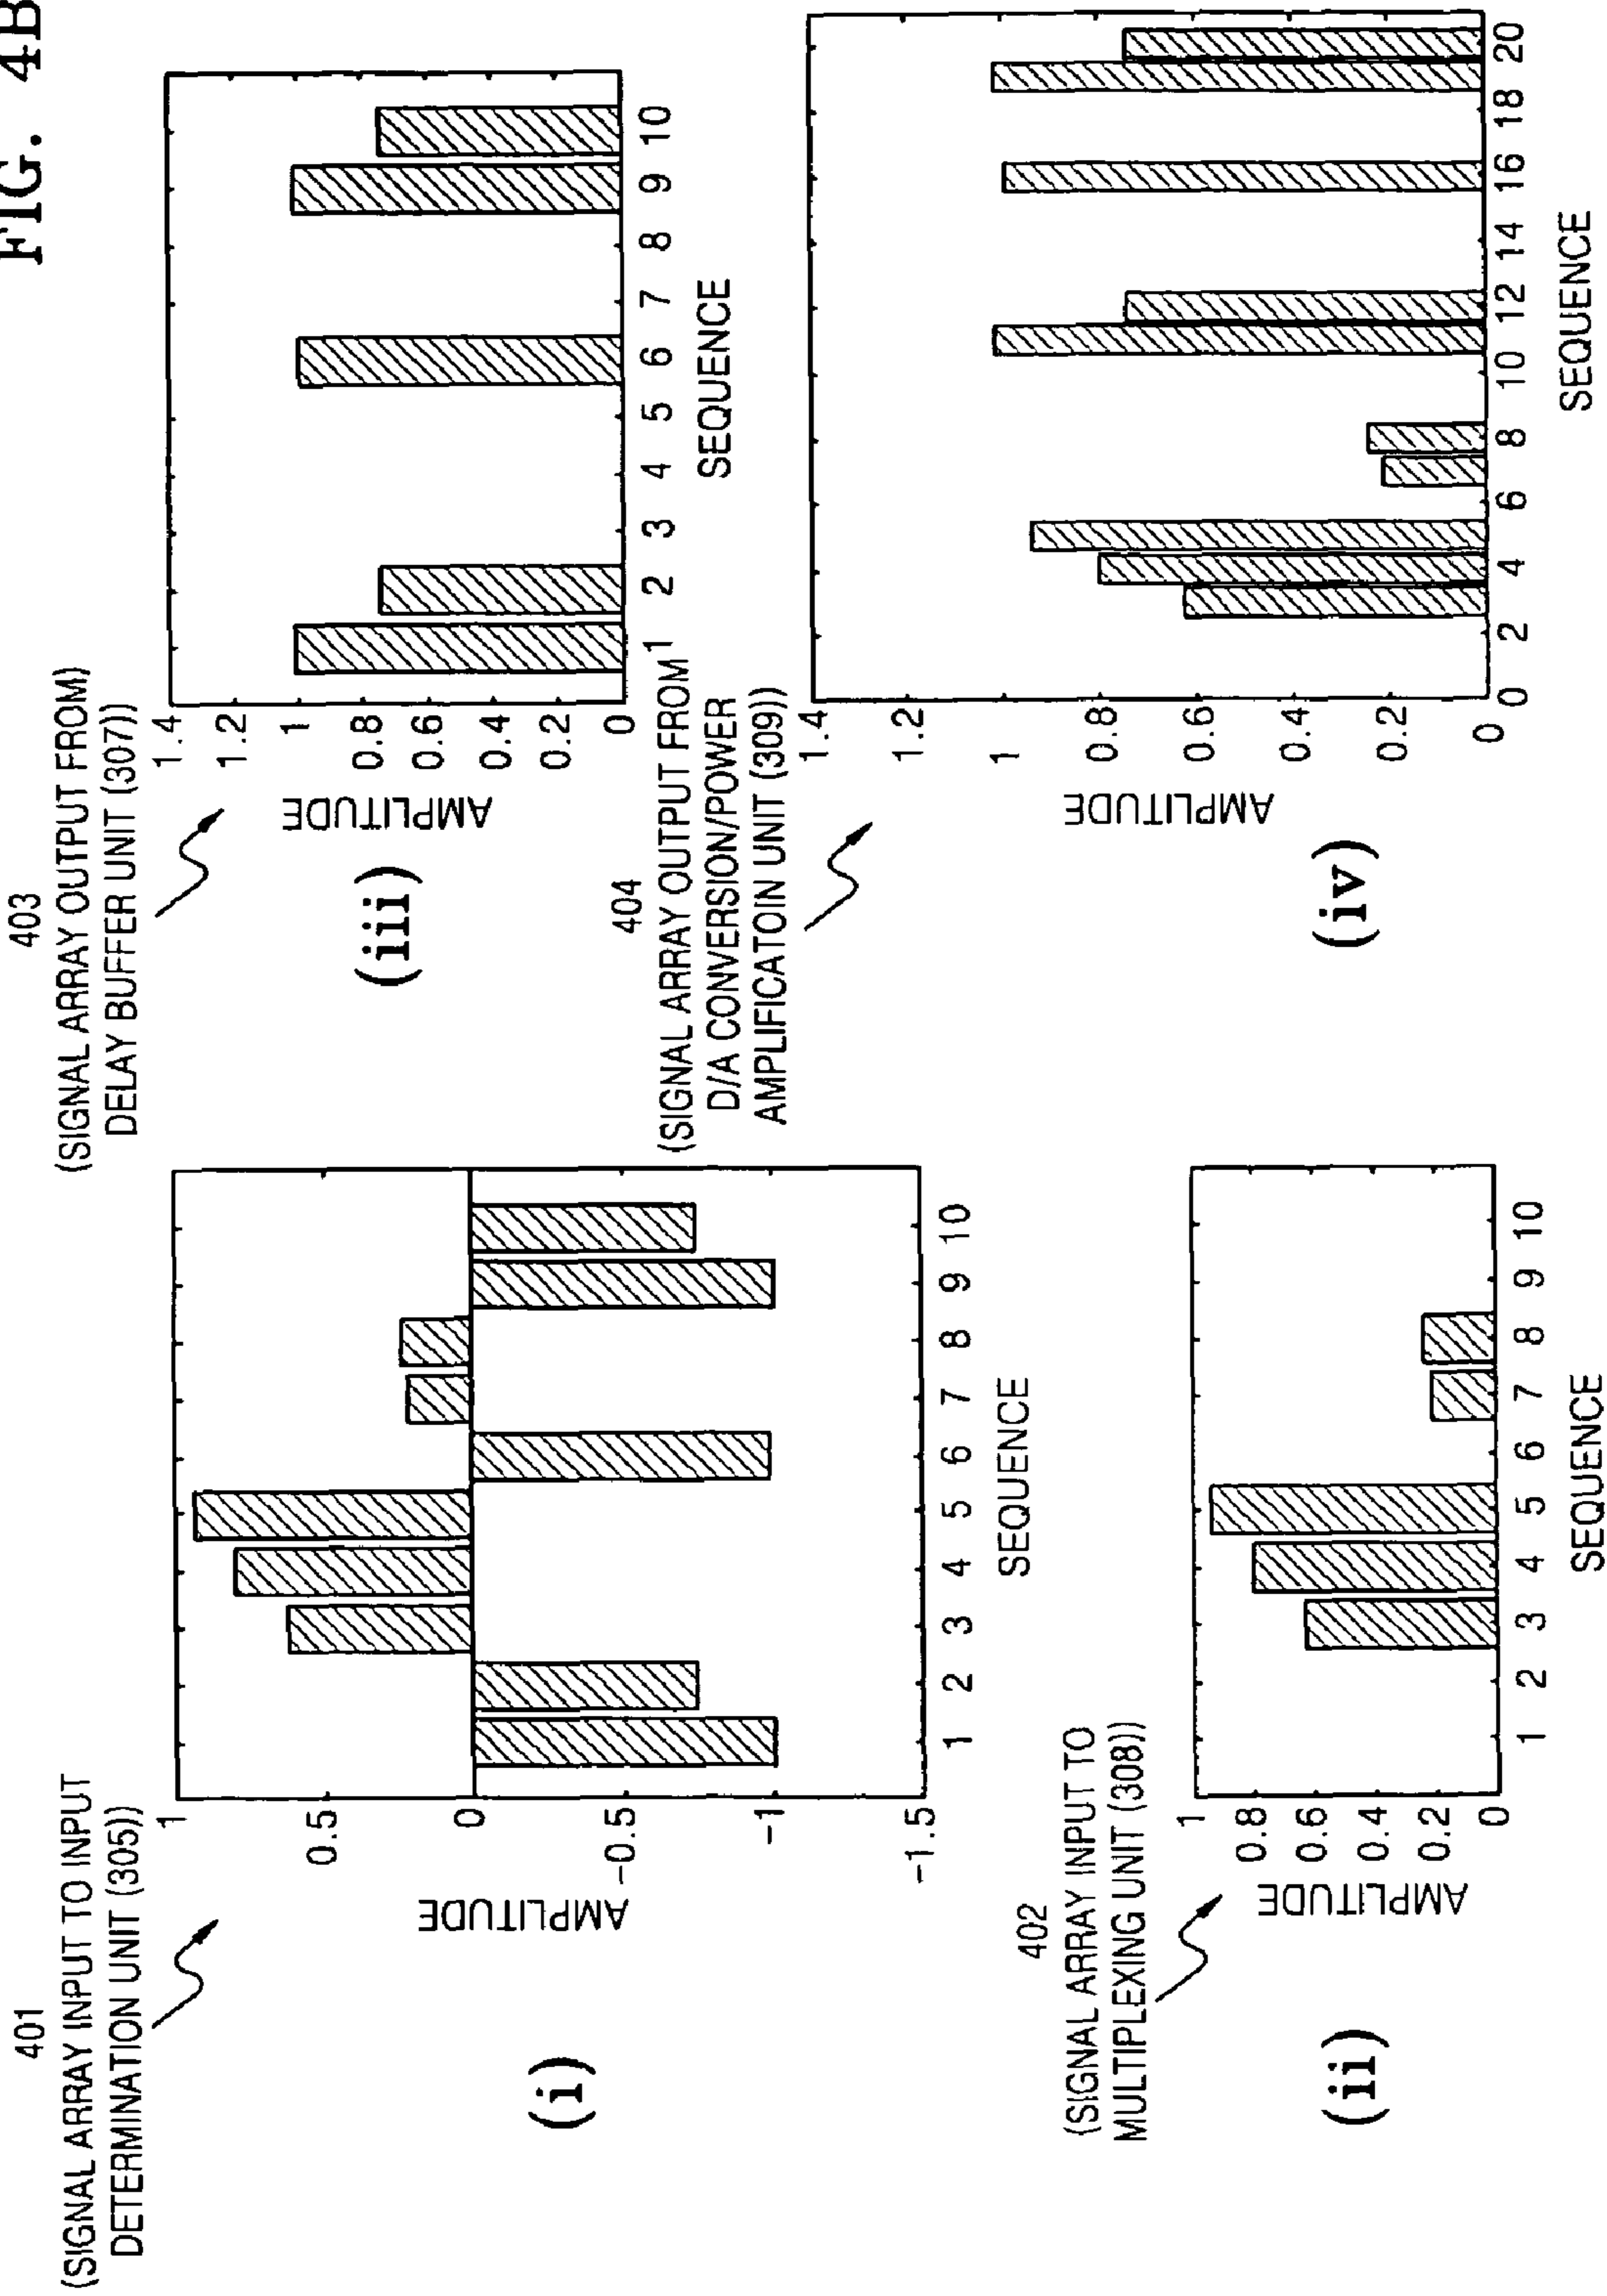 FIG. 4B
401
(SIGNAL ARRAY INPUT TO INPUT
DETERMINATION UNIT (305))
(i)
AMPLITUDE
1
0.5
0
-0.5
-1
-1.5
1 2 3 4 5 6 7 8 9 10
SEQUENCE
402
(SIGNAL ARRAY INPUT TO
MULTIPLEXING UNIT (308))
(ii)
AMPLITUDE
1
0.8
0.6
0.4
0.2
0
1 2 3 4 5 6 7 8 9 10
SEQUENCE
403
(SIGNAL ARRAY OUTPUT FROM)
DELAY BUFFER UNIT (307))
(iii)
AMPLITUDE
1.4
1.2
1
0.8
0.6
0.4
0.2
0
1 2 3 4 5 6 7 8 9 10
SEQUENCE
404
(SIGNAL ARRAY OUTPUT FROM
D/A CONVERSION/POWER
AMPLIFICATOIN UNIT (309))
(iv)
AMPLITUDE
1.4
1.2
1
0.8
0.6
0.4
0.2
0
0 2 4 6 8 10 12 14 16 18 20
SEQUENCE